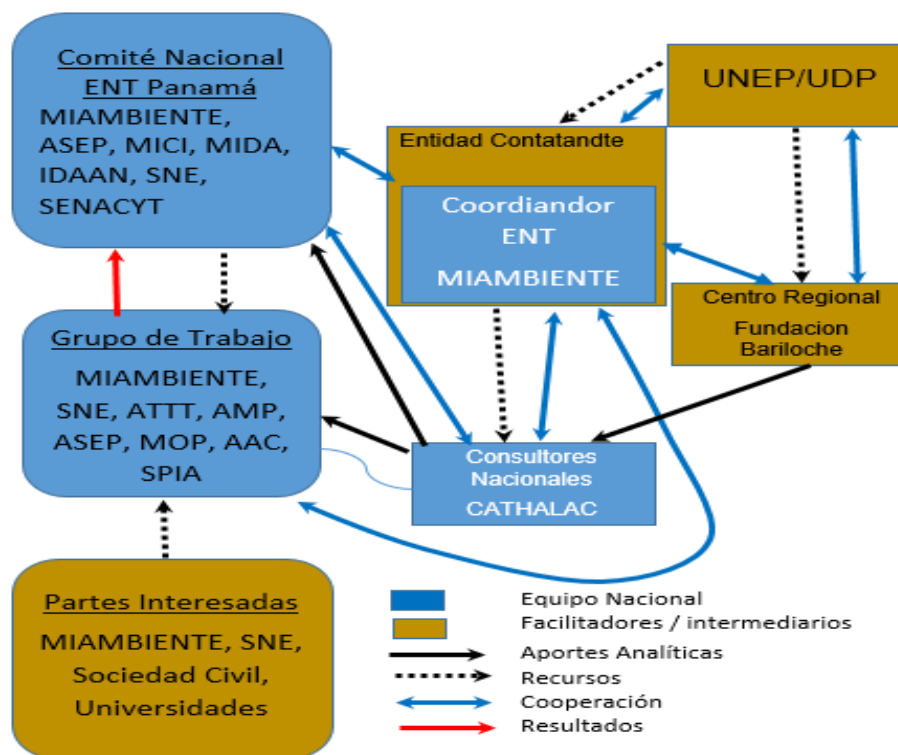 Comité Nacional
ENT Panamá
MIAMBIENTE,
ASEP, MICI, MIDA,
IDAAN, SNE,
SENACYT
UNEP/UDP
Entidad Contatandte
Coordiandor
ENT
MIAMBIENTE
Centro Regional
Fundacion
Bariloche
Grupo de Trabajo
MIAMBIENTE,
SNE, ATTT, AMP,
ASEP, MOP, AAC,
SPIA
Consultores
Nacionales
CATHALAC
Partes Interesadas
MIAMBIENTE, SNE,
Sociedad Civil,
Universidades
Equipo Nacional
Facilitadores / intermediarios
Aportes Analíticas
Recursos
Cooperación
Resultados